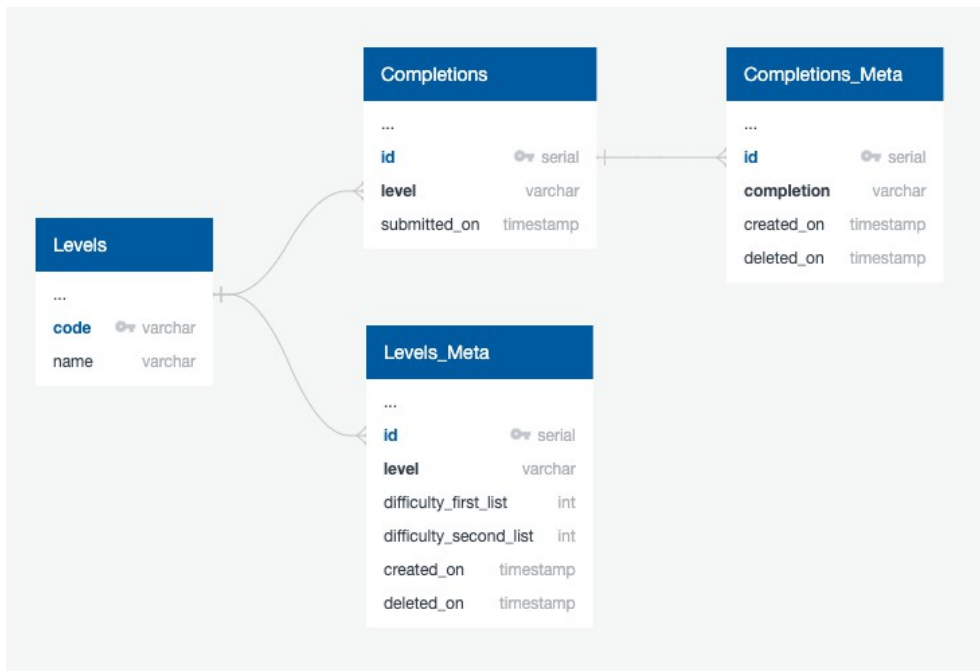 Completions
...
id serial
level varchar
submitted_on timestamp
Completions_Meta
...
id serial
completion varchar
created_on timestamp
deleted_on timestamp
Levels
...
code varchar
name varchar
Levels_Meta
...
id serial
level varchar
difficulty_first_list int
difficulty_second_list int
created_on timestamp
deleted_on timestamp